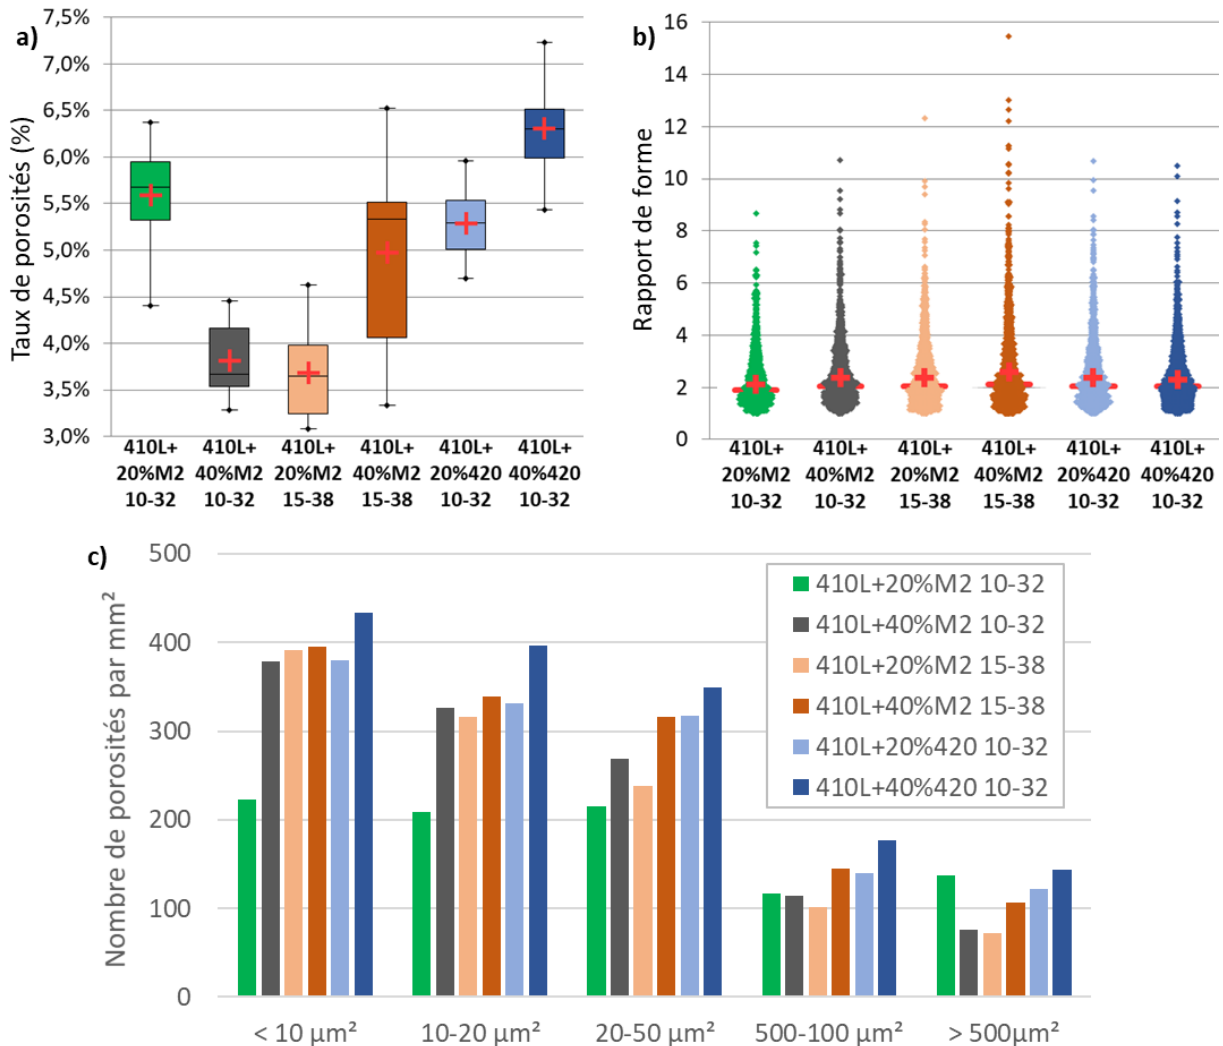 a)
Taux de porosités (%)
7,5%
7,0%
6,5%
6,0%
5,5%
5,0%
4,5%
4,0%
3,5%
3,0%
410L+ 410L+ 410L+ 410L+ 410L+ 410L+
20%M2 40%M2 20%M2 40%M2 20%420 40%420
10-32 10-32 15-38 15-38 10-32 10-32
b)
Rapport de forme
16
14
12
10
8
6
4
2
0
410L+ 410L+ 410L+ 410L+ 410L+ 410L+
20%M2 40%M2 20%M2 40%M2 20%420 40%420
10-32 10-32 15-38 15-38 10-32 10-32
c)
Nombre de porosités par mm²
500
400
300
200
100
0
410L+20%M2 10-32
410L+40%M2 10-32
410L+20%M2 15-38
410L+40%M2 15-38
410L+20%420 10-32
410L+40%420 10-32
< 10 µm² 10-20 µm² 20-50 µm² 500-100 µm² > 500µm²